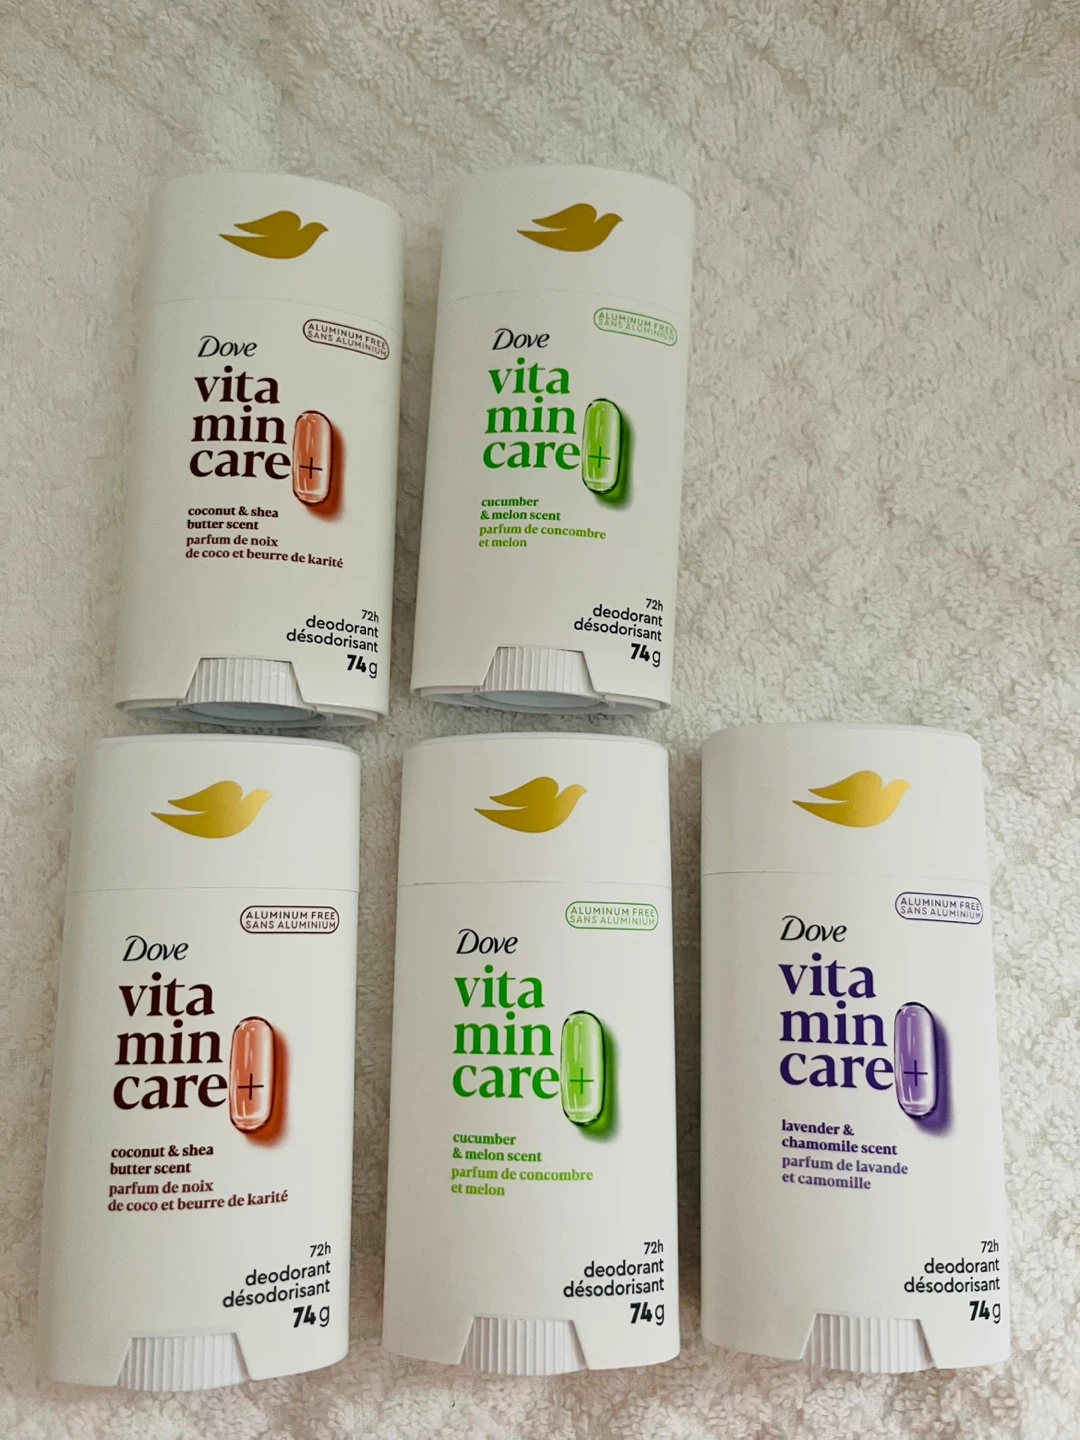 ALUMINUM FREE
SANS ALUMINIUM
Dove
vita
min
care+
coconut & shea
butter scent
parfum de noix
de coco et beurre de karité
72h
deodorant
désodorisant
74g
ALUMINUM FREE
SANS ALUMINIUM
Dove
vita
min
care+
cucumber
& melon scent
parfum de concombre
et melon
72h
deodorant
désodorisant
74g
ALUMINUM FREE
SANS ALUMINIUM
Dove
vita
min
care+
coconut & shea
butter scent
parfum de noix
de coco et beurre de karité
72h
deodorant
désodorisant
74g
ALUMINUM FREE
SANS ALUMINIUM
Dove
vita
min
care+
cucumber
& melon scent
parfum de concombre
et melon
72h
deodorant
désodorisant
74g
ALUMINUM FREE
SANS ALUMINIUM
Dove
vita
min
care+
lavender &
chamomile scent
parfum de lavande
et camomille
72h
deodorant
désodorisant
74g